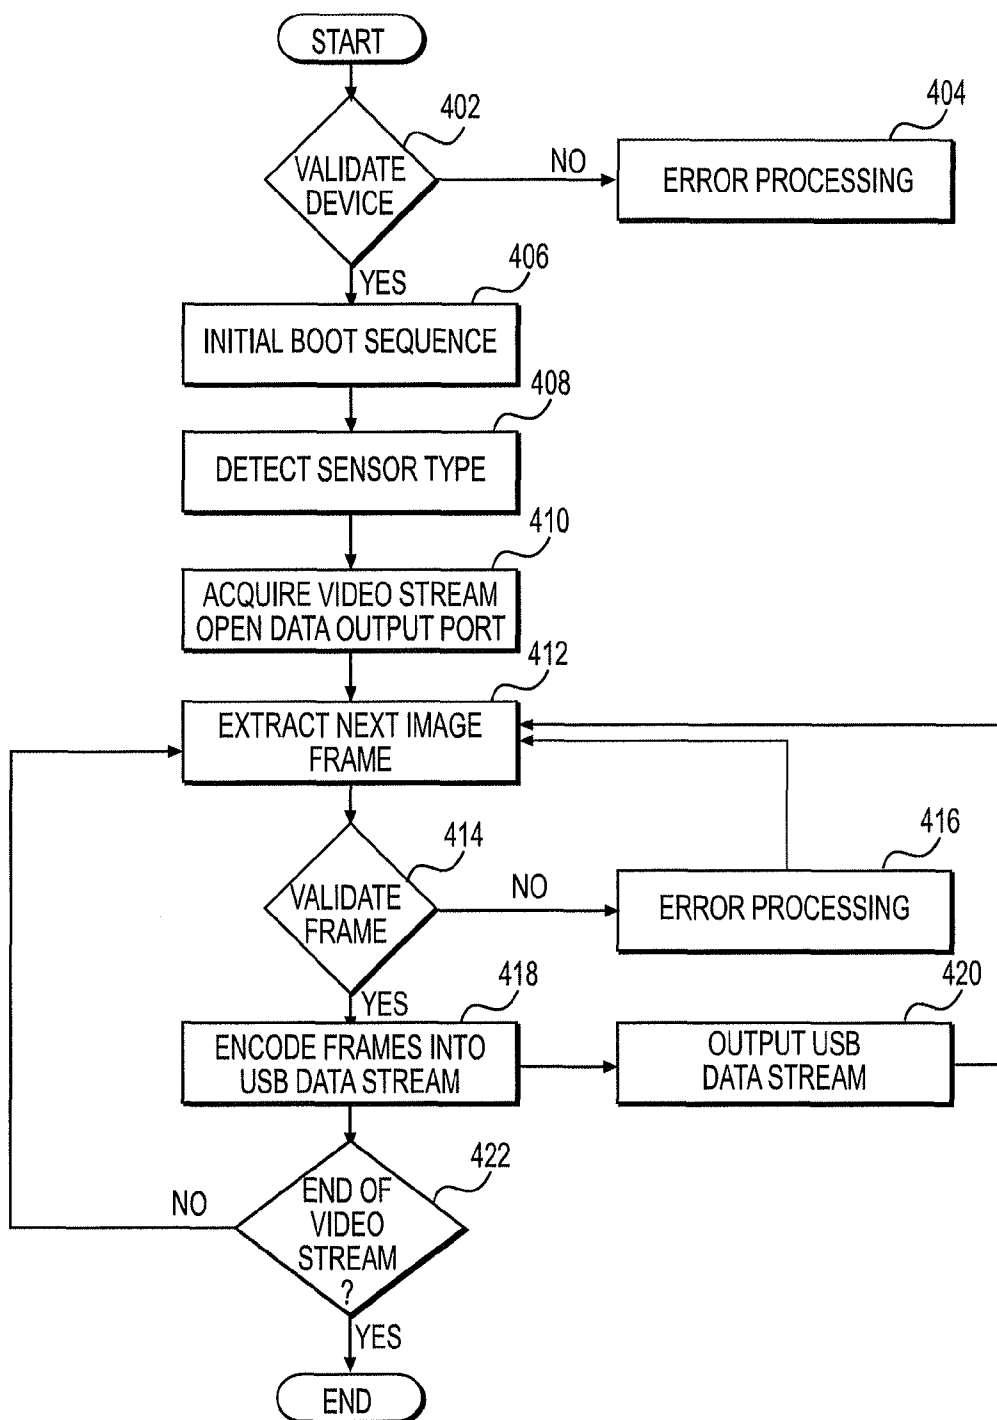 START
402
VALIDATE
DEVICE
NO
404
ERROR PROCESSING
YES
406
INITIAL BOOT SEQUENCE
408
DETECT SENSOR TYPE
410
ACQUIRE VIDEO STREAM
OPEN DATA OUTPUT PORT
412
EXTRACT NEXT IMAGE
FRAME
414
VALIDATE
FRAME
NO
416
ERROR PROCESSING
YES
418
ENCODE FRAMES INTO
USB DATA STREAM
420
OUTPUT USB
DATA STREAM
422
END OF
VIDEO
STREAM
?
NO
YES
END